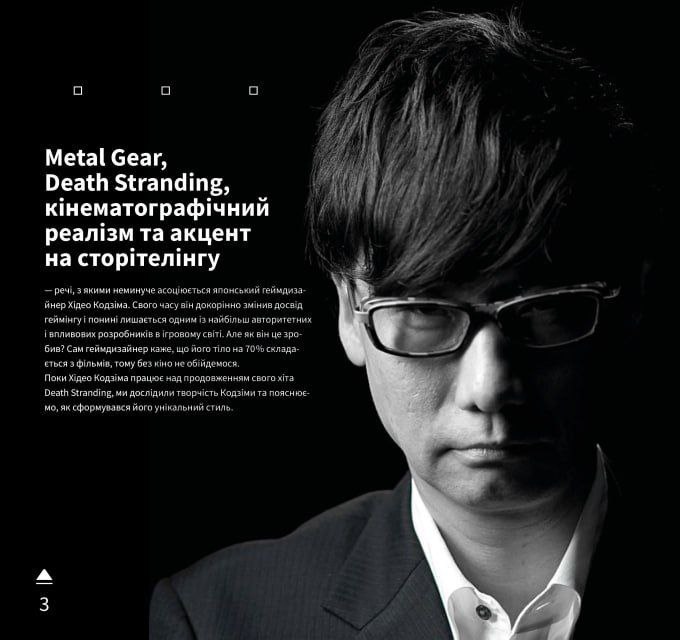 Metal Gear,
Death Stranding,
кінематографічний
реалізм та акцент
на сторітелінгу
— речі, з якими неминуче асоціюється японський геймдиза-
йнер Хідео Кодзіма. Свого часу він докорінно змінив досвід
геймінгу і понині лишається одним із найбільш авторитетних
і впливових розробників в ігровому світі. Але як він це зро-
бив? Сам геймдизайнер каже, що його тіло на 70% склада-
ється з фільмів, тому без кіно не обійдемося.
Поки Хідео Кодзіма працює над продовженням свого хіта
Death Stranding, ми дослідили творчість Кодзіми та пояснює-
мо, як сформувався його унікальний стиль.
3